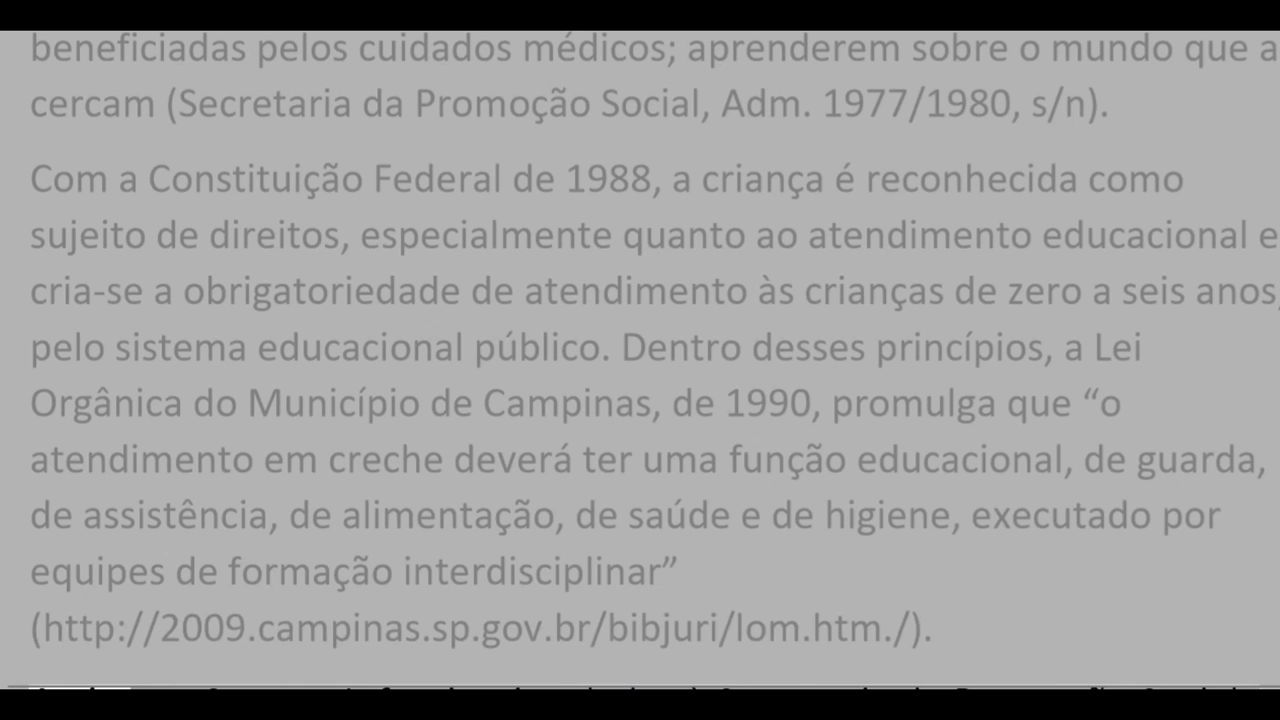 beneficiadas pelos cuidados médicos; aprenderem sobre o mundo que a
cercam (Secretaria da Promoção Social, Adm. 1977/1980, s/n).
Com a Constituição Federal de 1988, a criança é reconhecida como
sujeito de direitos, especialmente quanto ao atendimento educacional e
cria-se a obrigatoriedade de atendimento às crianças de zero a seis anos,
pelo sistema educacional público. Dentro desses princípios, a Lei
Orgânica do Município de Campinas, de 1990, promulga que “o
atendimento em creche deverá ter uma função educacional, de guarda,
de assistência, de alimentação, de saúde e de higiene, executado por
equipes de formação interdisciplinar”
(http://2009.campinas.sp.gov.br/bibjuri/lom.htm./).